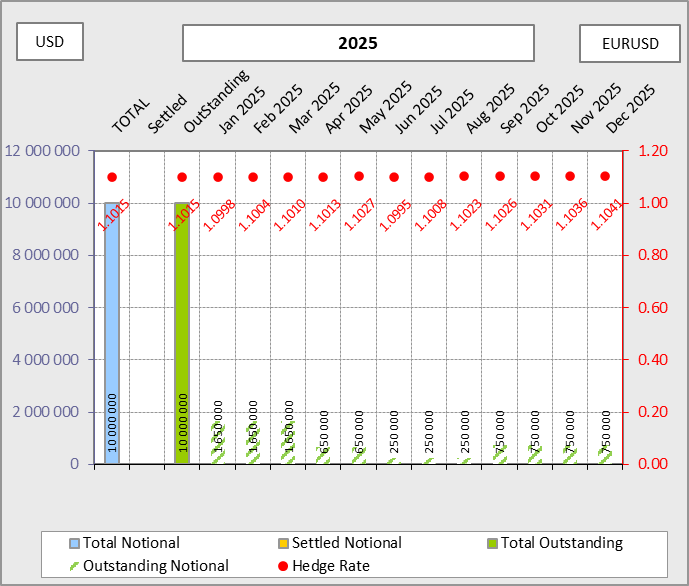 USD
2025
EURUSD
TOTAL
Settled
OutStanding
Jan 2025
Feb 2025
Mar 2025
Apr 2025
May 2025
Jun 2025
Jul 2025
Aug 2025
Sep 2025
Oct 2025
Nov 2025
Dec 2025
12 000 000
10 000 000
8 000 000
6 000 000
4 000 000
2 000 000
0
1.20
1.00
0.80
0.60
0.40
0.20
0.00
1.1015
1.1015
1.0998
1.1004
1.1010
1.1013
1.1027
1.0995
1.1008
1.1023
1.1026
1.1031
1.1036
1.1041
10 000 000
10 000 000
1 650 000
1 650 000
1 650 000
650 000
650 000
250 000
250 000
250 000
750 000
750 000
750 000
750 000
Total Notional
Settled Notional
Total Outstanding
Outstanding Notional
Hedge Rate